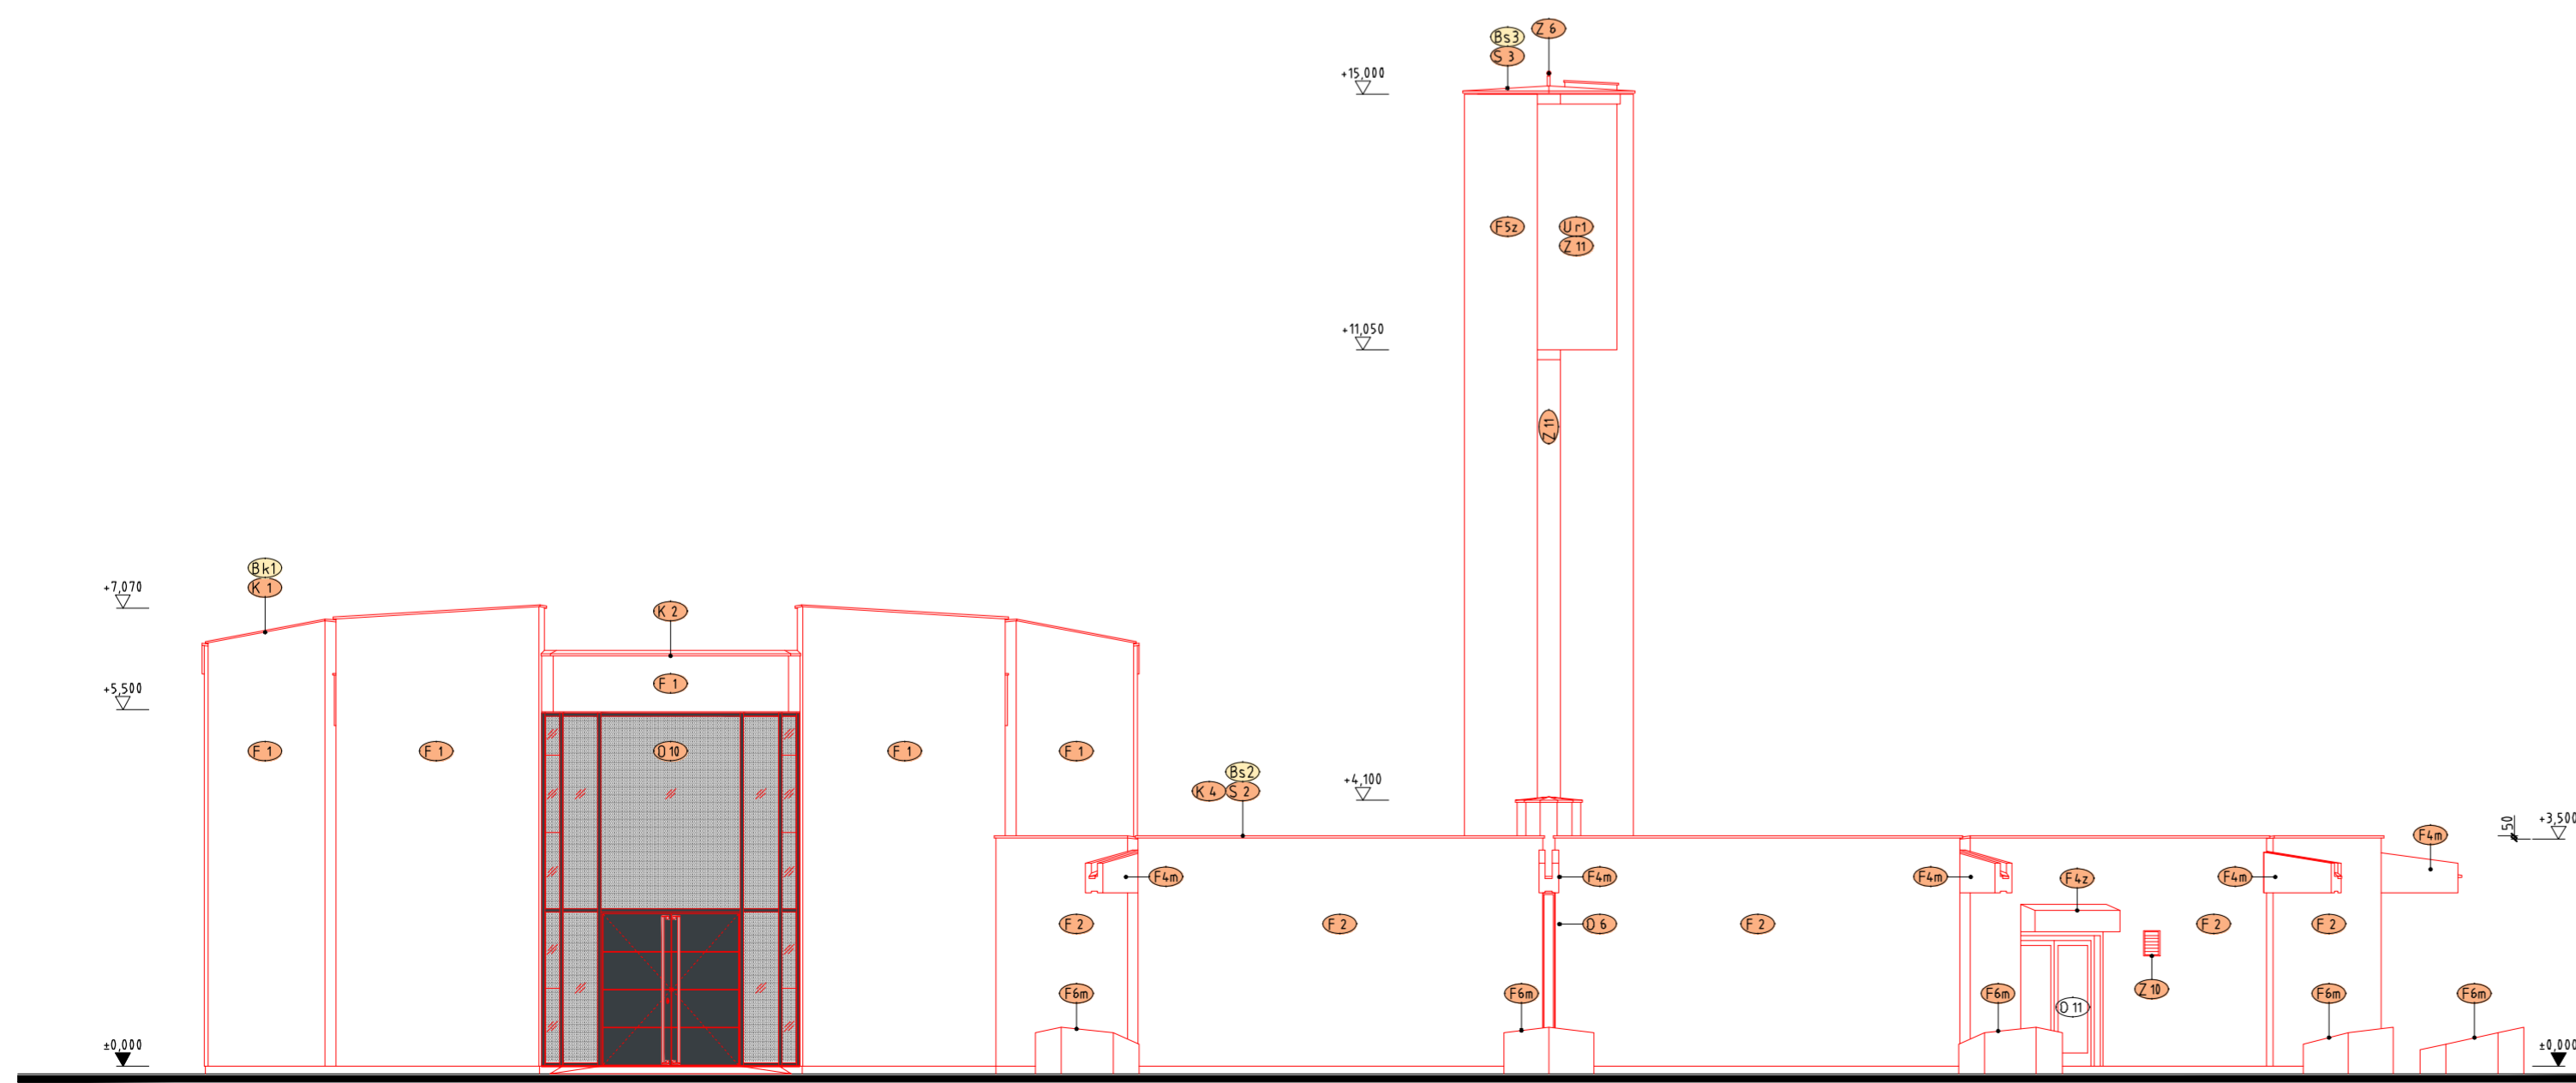 Z 6
Bs3
S 3
+15,000
F5z
Ur1
Z 11
+11,050
Z 11
Bk1
K 1
+7,070
K 2
F 1
+5,500
F 1
F 1
D 10
F 1
F 1
Bs2
K 4
S 2
+4,100
50
+3,500
F4m
F4m
F4m
F4m
F4z
F4m
F 2
F 2
D 6
F 2
F 2
F 2
Z 10
F6m
F6m
F6m
D 11
F6m
F6m
±0,000
±0,000